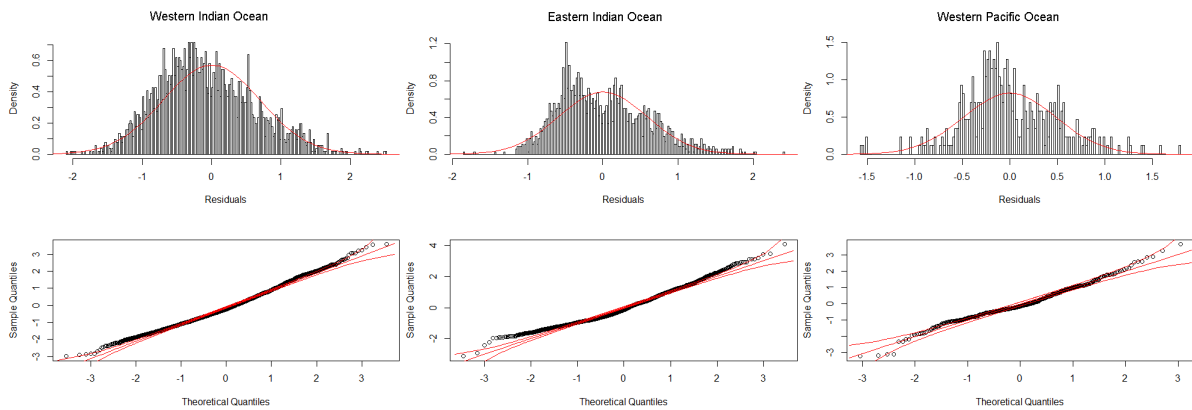 Western Indian Ocean
Eastern Indian Ocean
Western Pacific Ocean
Density
0.0 0.2 0.4 0.6
-2 -1 0 1 2
Residuals
Density
0.0 0.4 0.8 1.2
-2 -1 0 1 2
Residuals
Density
0.0 0.5 1.0 1.5
-1.5 -1.0 -0.5 0.0 0.5 1.0 1.5
Residuals
Sample Quantiles
-3 -2 -1 0 1 2 3
-3 -2 -1 0 1 2 3
Theoretical Quantiles
Sample Quantiles
-2 0 2 4
-3 -2 -1 0 1 2 3
Theoretical Quantiles
Sample Quantiles
-3 -2 -1 0 1 2 3
-3 -2 -1 0 1 2 3
Theoretical Quantiles